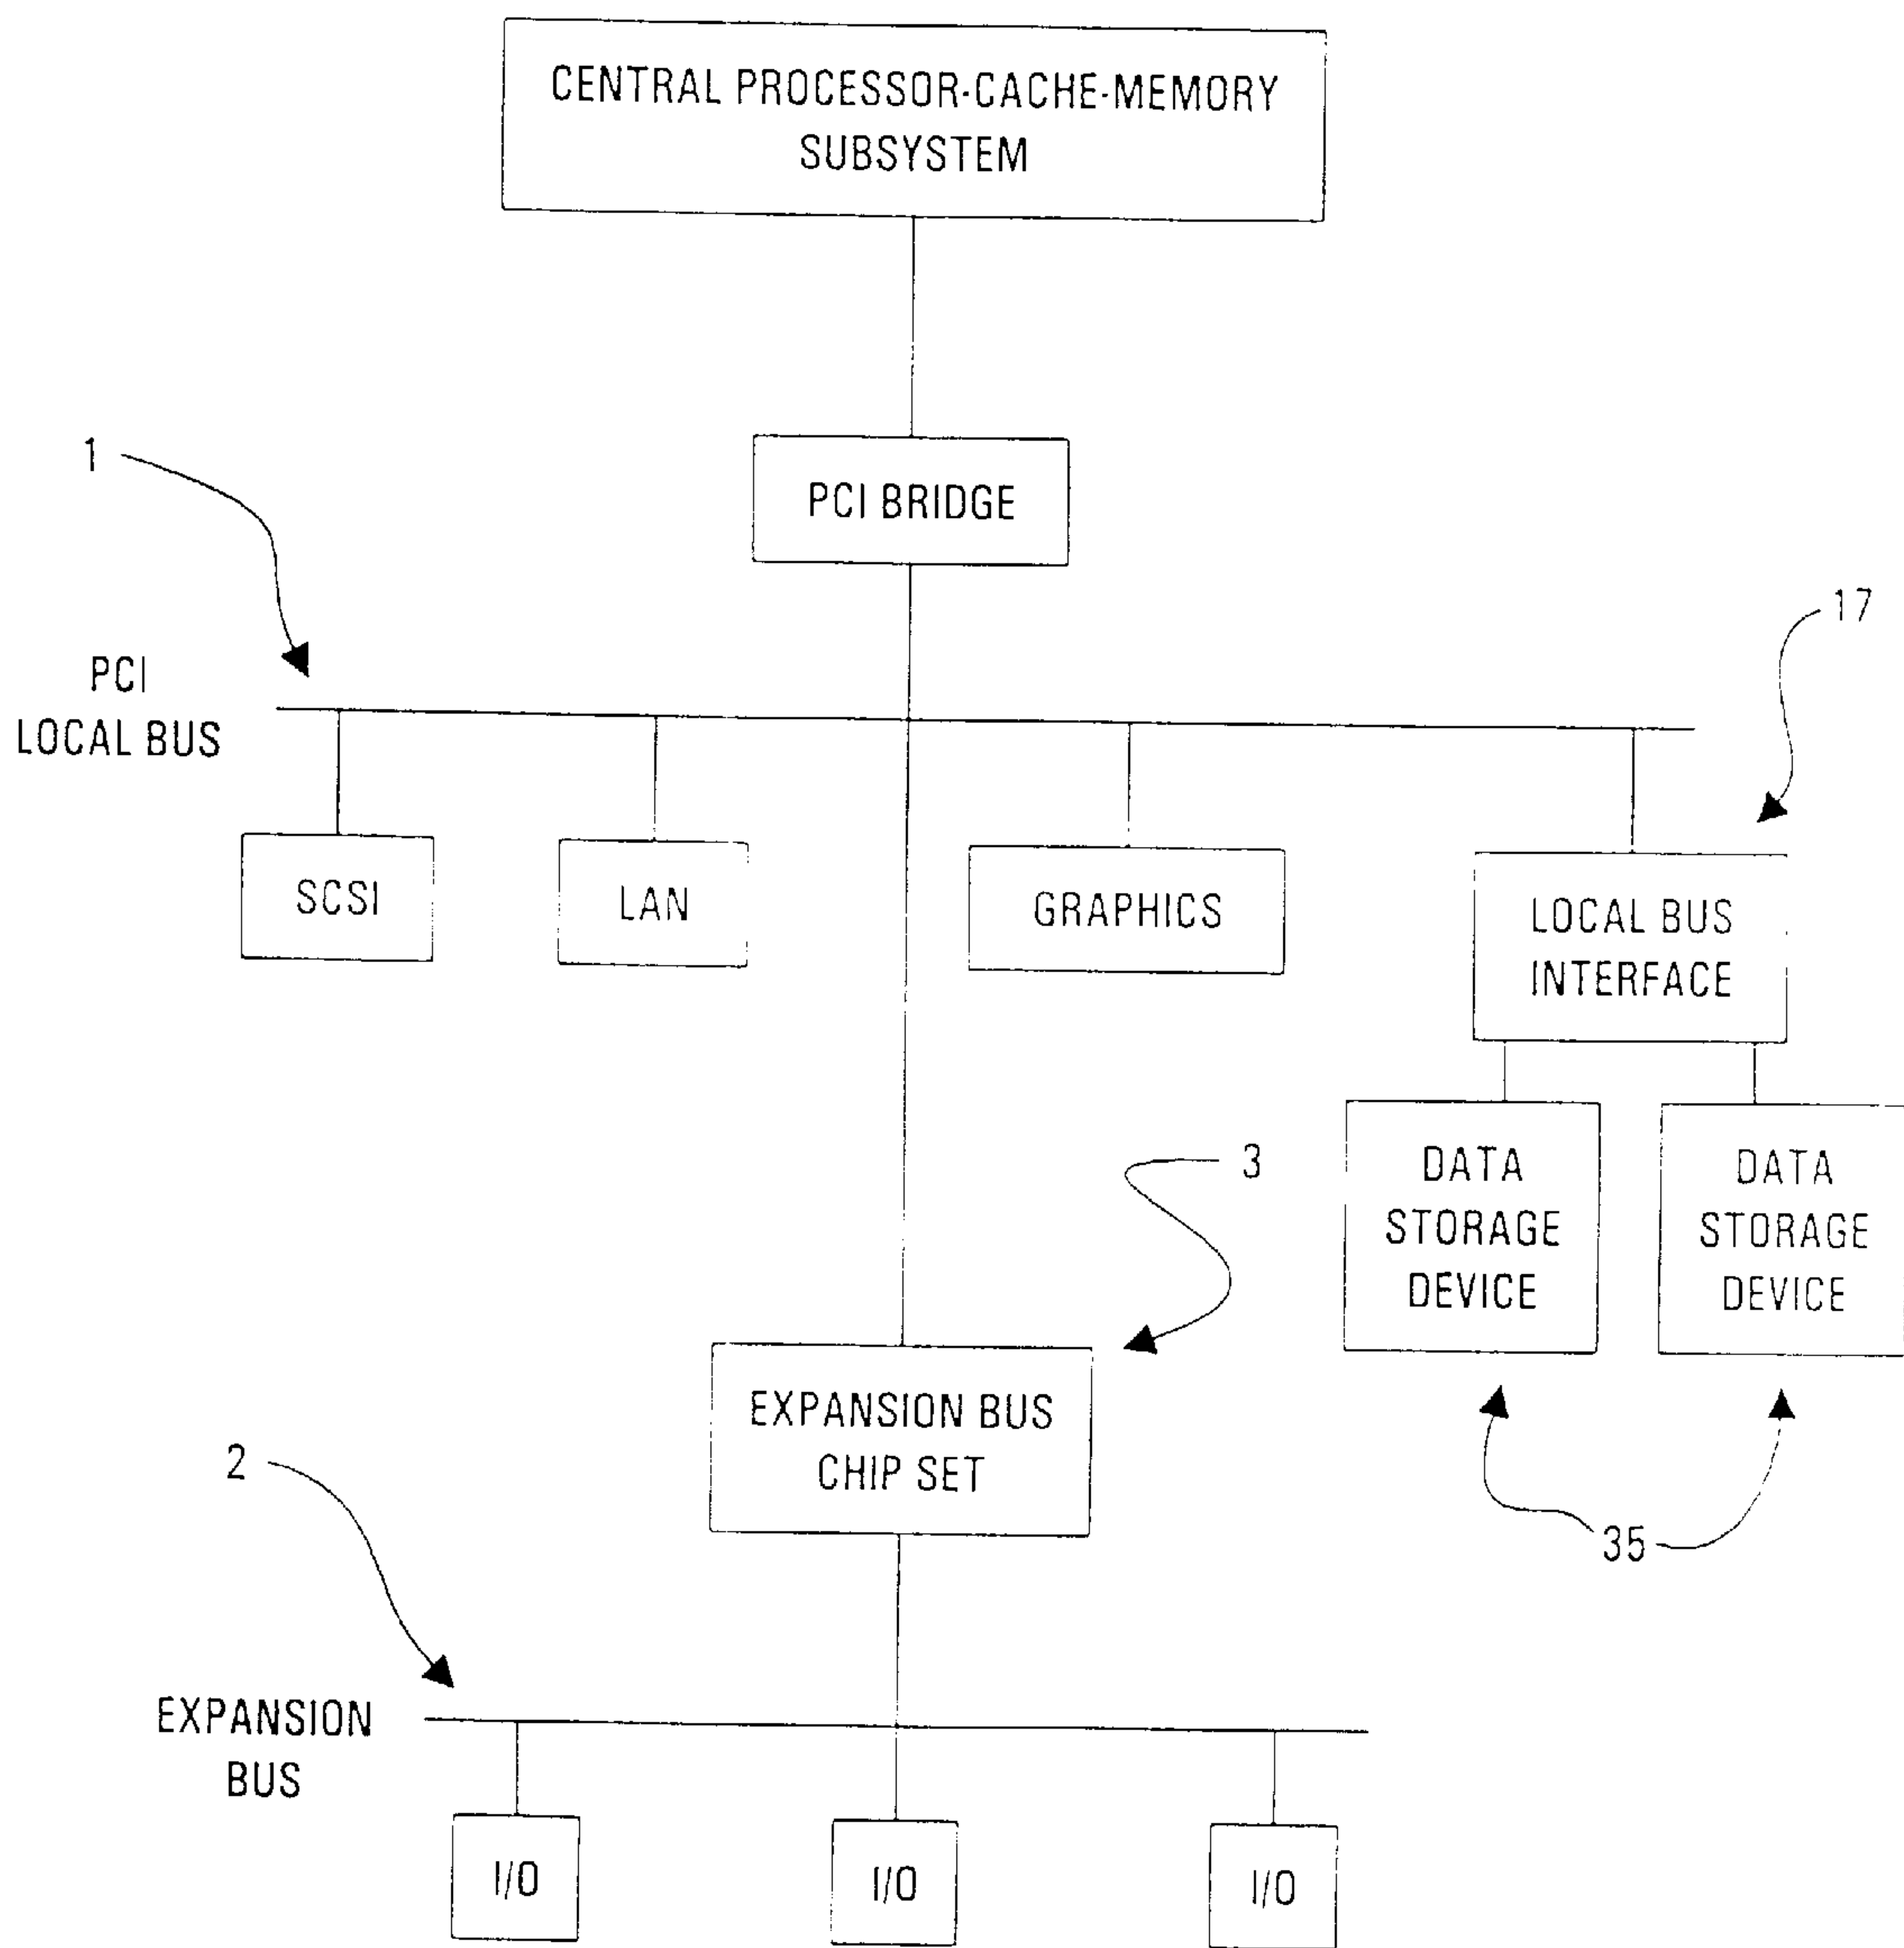 CENTRAL PROCESSOR-CACHE-MEMORY
SUBSYSTEM
PCI BRIDGE
1
17
PCI
LOCAL BUS
SCSI
LAN
GRAPHICS
LOCAL BUS
INTERFACE
DATA
STORAGE
DEVICE
DATA
STORAGE
DEVICE
3
EXPANSION BUS
CHIP SET
35
2
EXPANSION
BUS
I/O
I/O
I/O